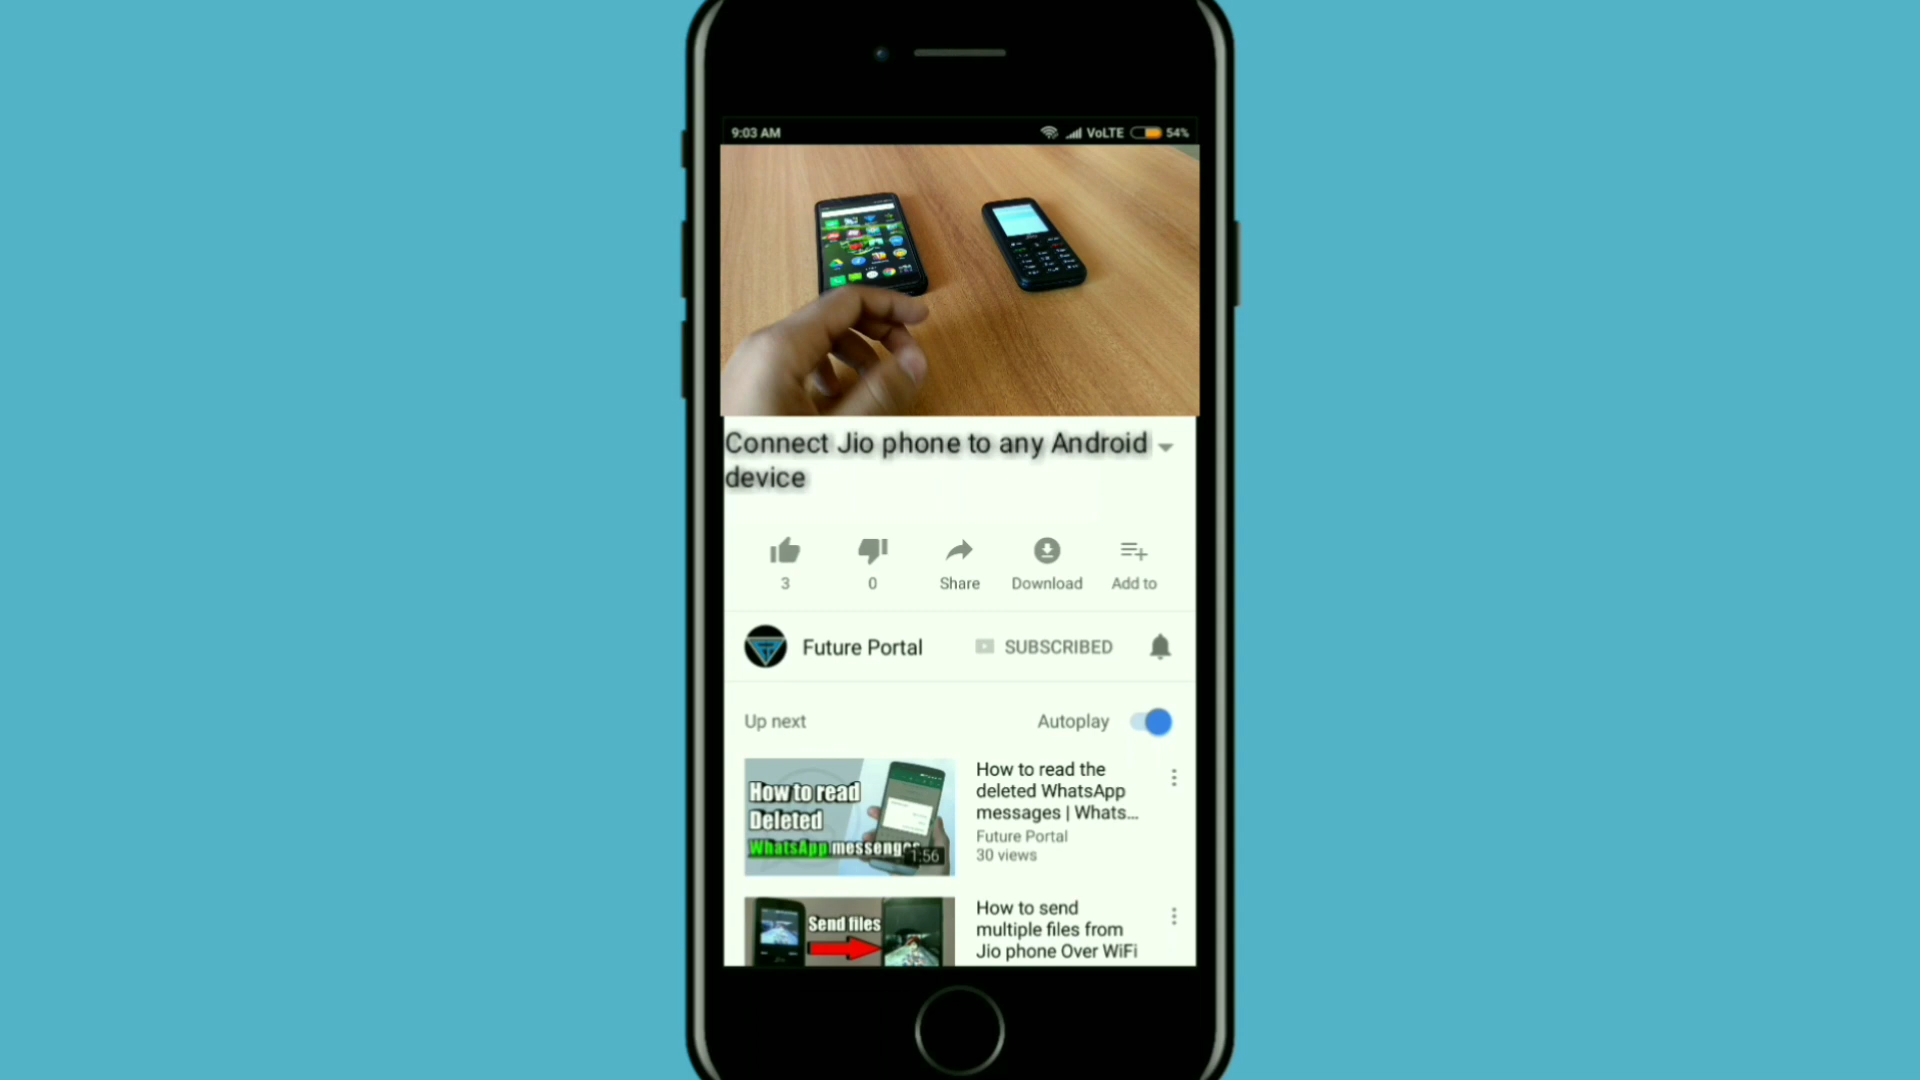 9:03 AM VoLTE 54%
Connect Jio phone to any Android
device
3 0 Share Download Add to
Future Portal SUBSCRIBED
Up next Autoplay
How to read
Deleted
WhatsApp messenges
1:56
How to read the
deleted WhatsApp
messages | Whats...
Future Portal
30 views
Send files
How to send
multiple files from
Jio phone Over WiFi